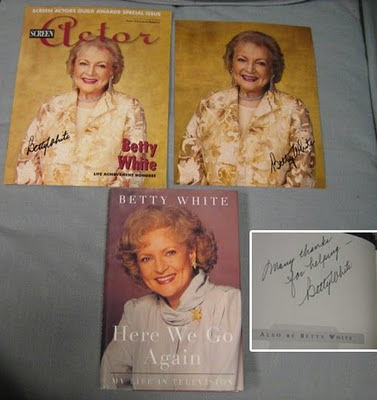 SCREEN ACTORS GUILD AWARDS SPECIAL ISSUE
SCREEN
Actor
Betty White
Betty
White
LIFE ACHIEVEMENT HONOREE
Betty White
BETTY WHITE
Here We Go
Again
MY LIFE IN TELEVISION
Many thanks
for helping —
Betty White
ALSO BY BETTY WHITE